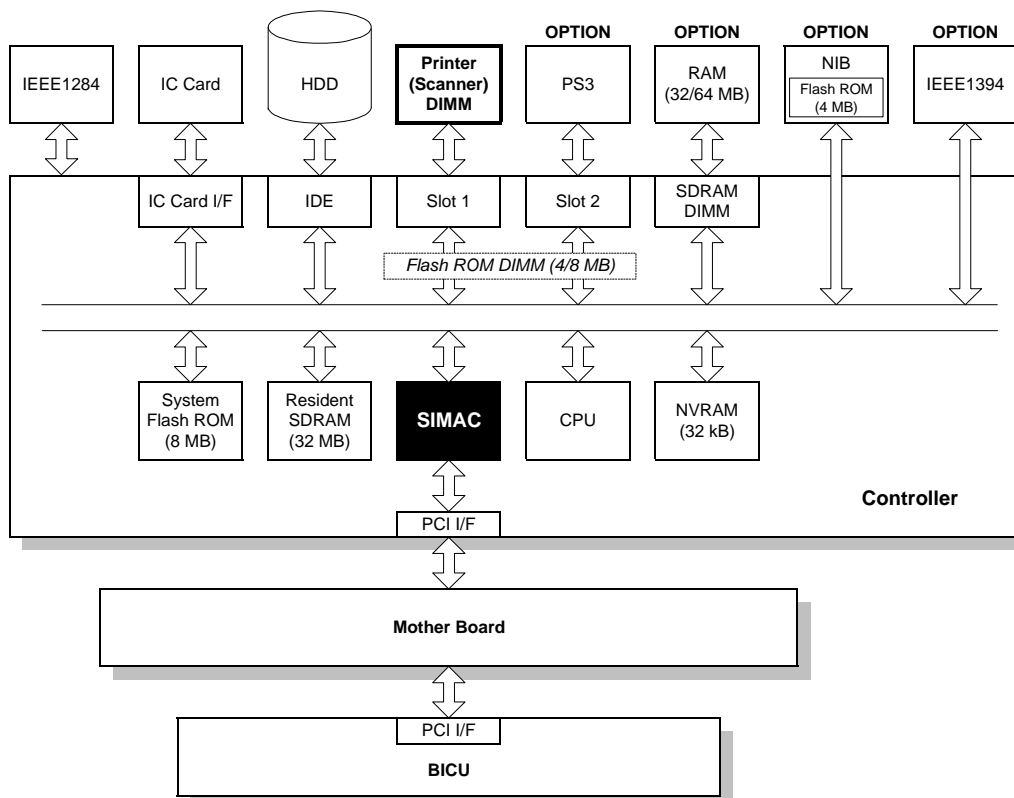 OPTION
OPTION
OPTION
OPTION
IEEE1284
IC Card
HDD
Printer
(Scanner)
DIMM
PS3
RAM
(32/64 MB)
NIB
Flash ROM
(4 MB)
IEEE1394
IC Card I/F
IDE
Slot 1
Slot 2
SDRAM
DIMM
Flash ROM DIMM (4/8 MB)
System
Flash ROM
(8 MB)
Resident
SDRAM
(32 MB)
SIMAC
CPU
NVRAM
(32 kB)
Controller
PCI I/F
Mother Board
PCI I/F
BICU